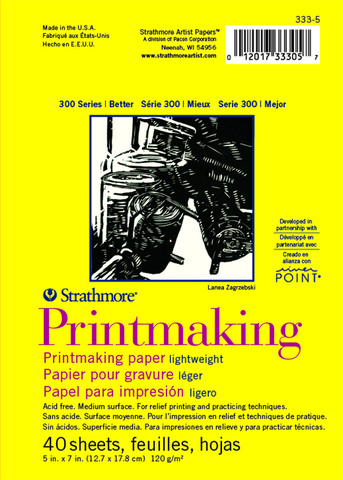 333-5
Made in the U.S.A.
Fabriqué aux États-Unis
Hecho en E.E.U.U.
Strathmore Artist Papers™
A division of Pacon Corporation
Neenah, WI 54956
strathmoreartist.com
0 12017 33305 7
300 Series | Better Série 300 | Mieux Serie 300 | Mejor
Developed in
partnership with
Développé en
partenariat avec
Creado en
alianza con
river
POINT®
Lanea Zagrzebski
Strathmore®
Printmaking
Printmaking paper lightweight
Papier pour gravure léger
Papel para impresión ligero
Acid free. Medium surface. For relief printing and practicing techniques.
Sans acide. Surface moyenne. Pour l'impression en relief et techniques de pratique.
Sin ácidos. Superficie media. Para impresiones en relieve y para practicar técnicas.
40 sheets, feuilles, hojas
5 in. x 7 in. (12.7 x 17.8 cm) 120 g/m²